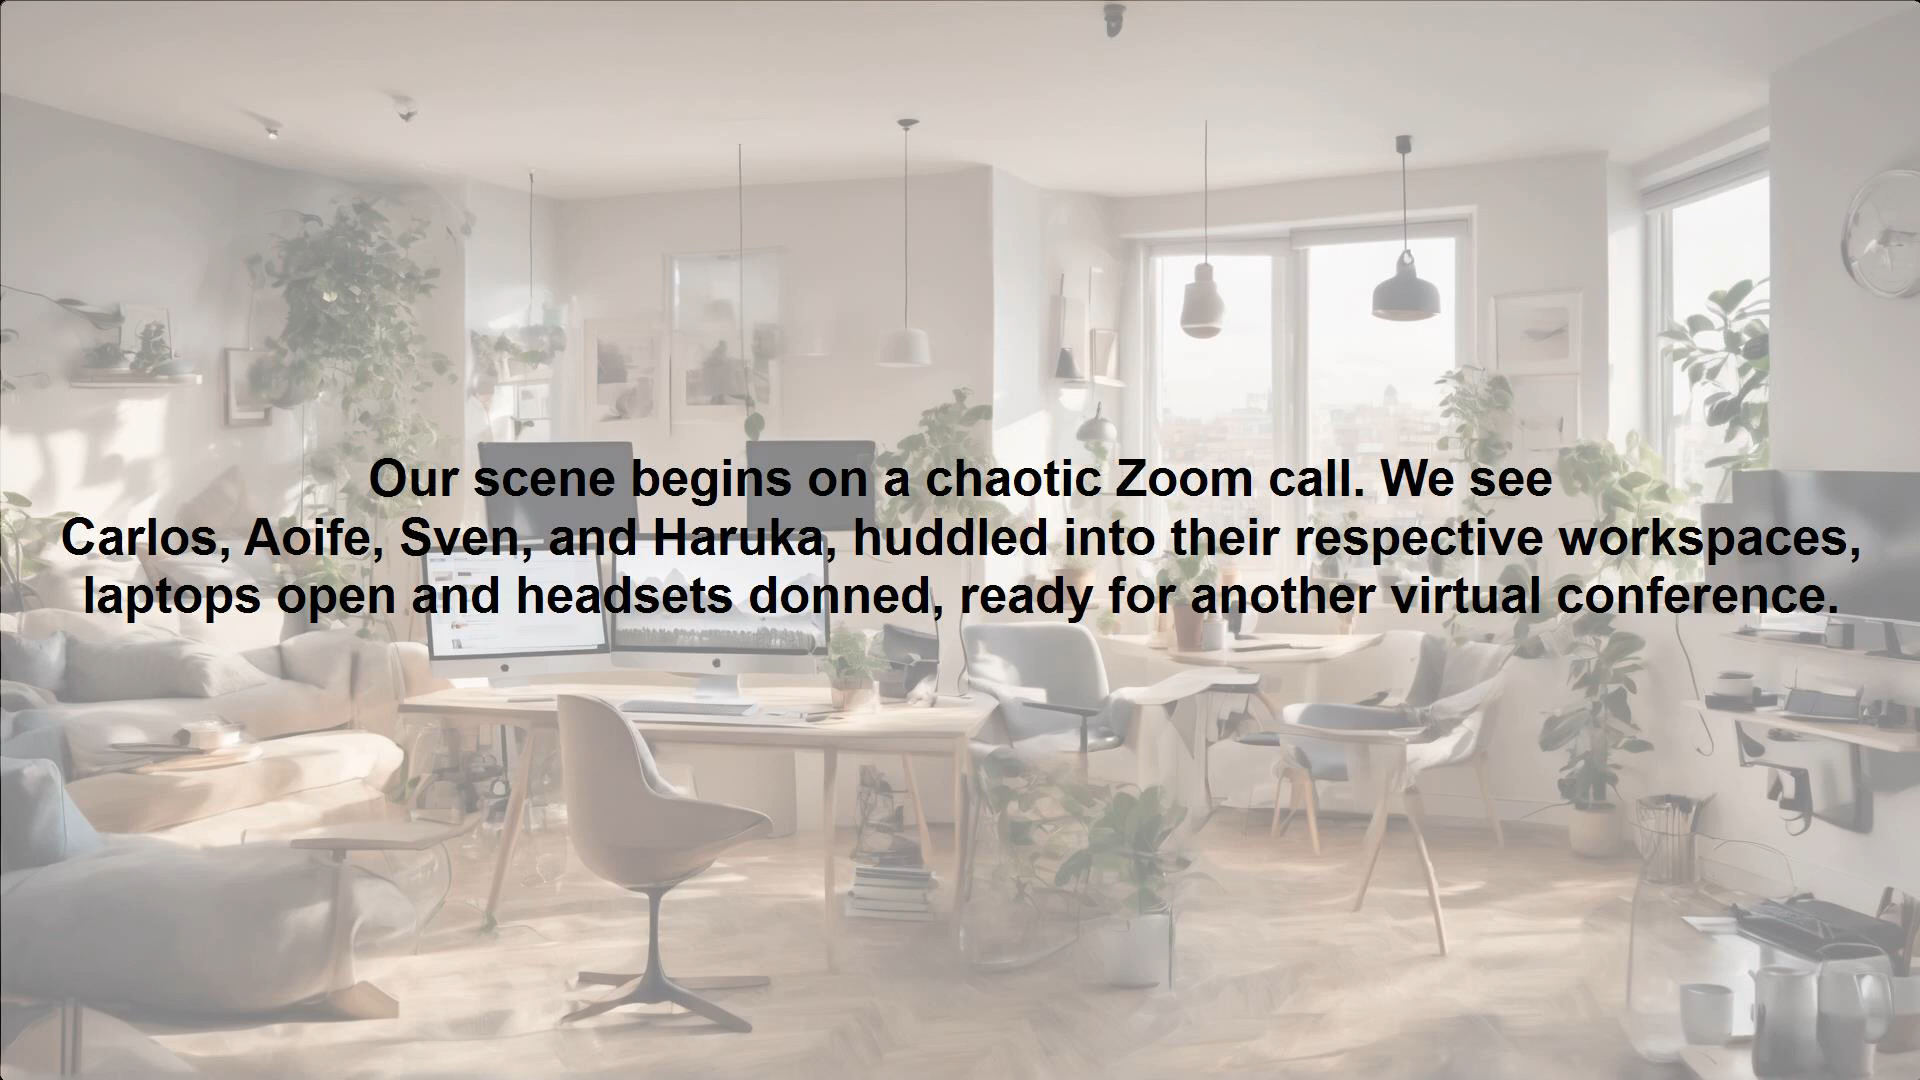 Our scene begins on a chaotic Zoom call. We see
Carlos, Aoife, Sven, and Haruka, huddled into their respective workspaces,
laptops open and headsets donned, ready for another virtual conference.